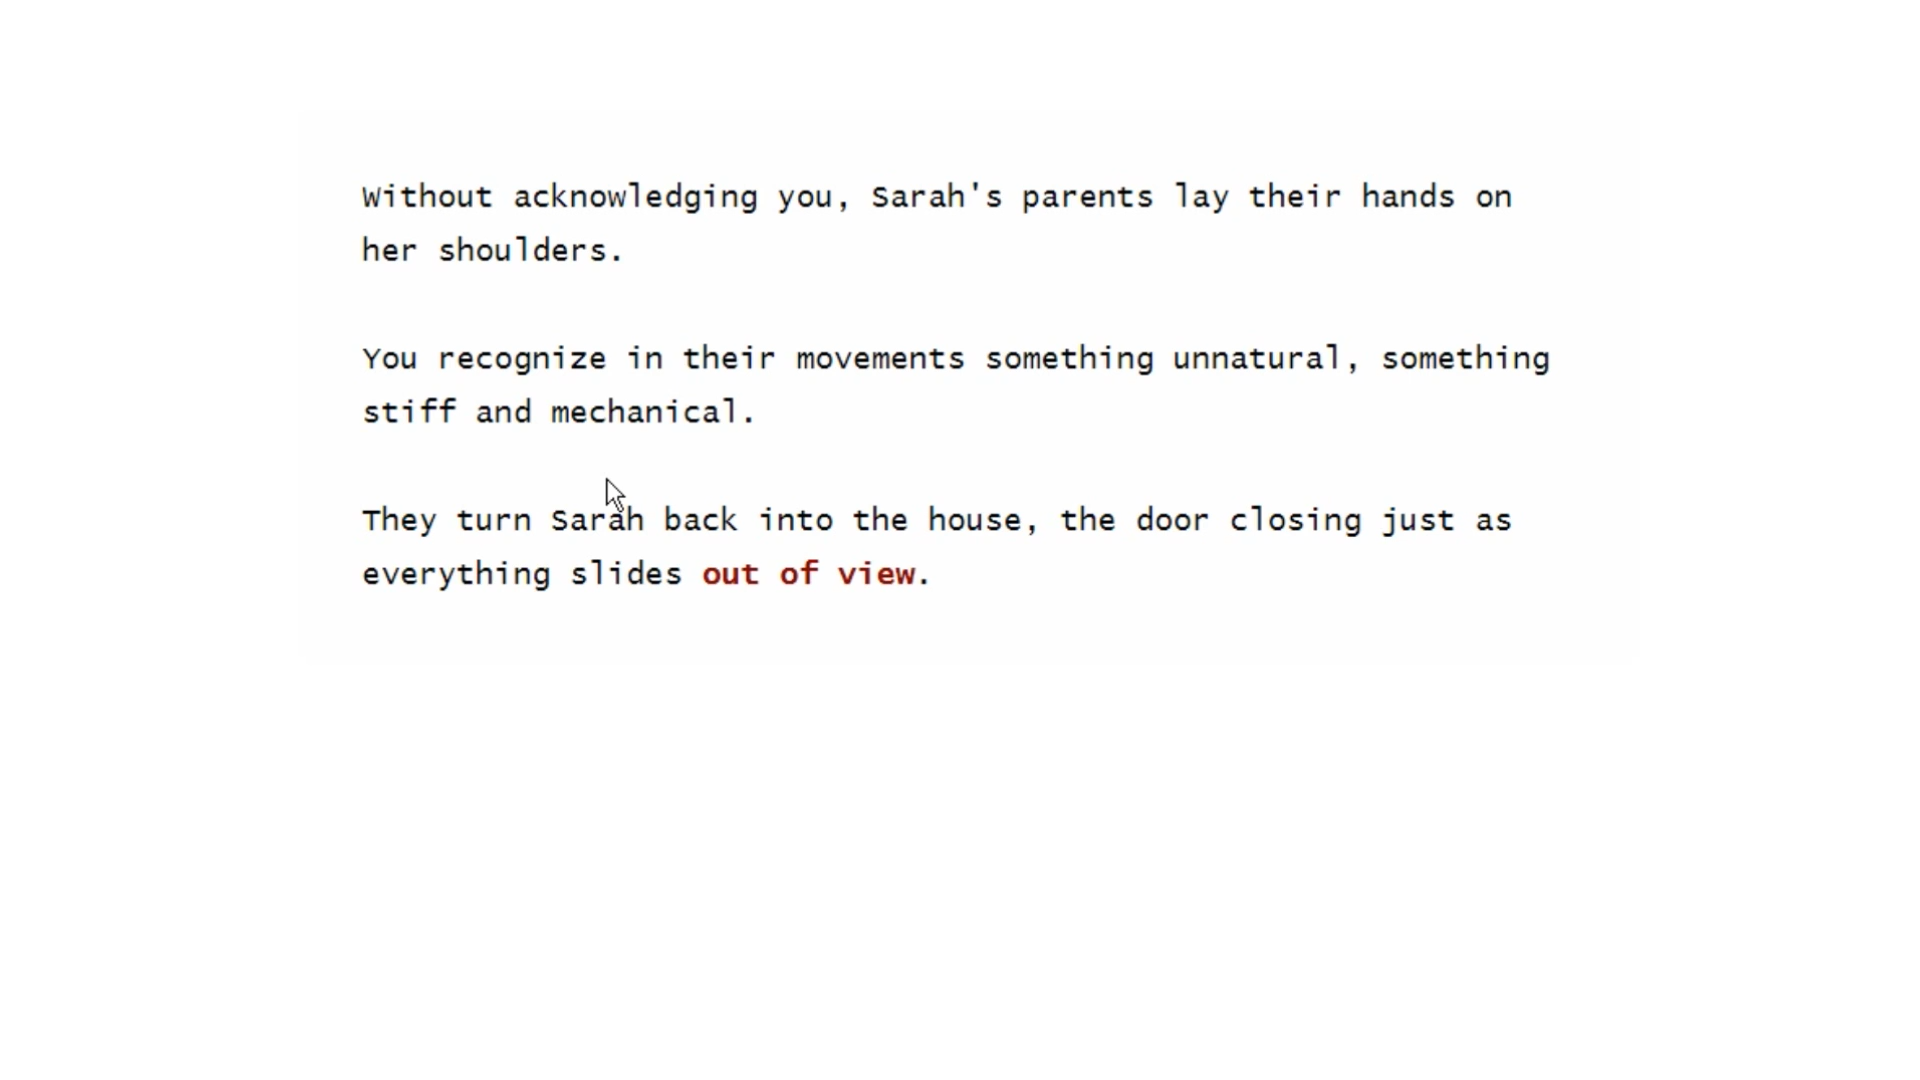 Without acknowledging you, Sarah's parents lay their hands on
her shoulders.
You recognize in their movements something unnatural, something
stiff and mechanical.
They turn Sarah back into the house, the door closing just as
everything slides out of view.